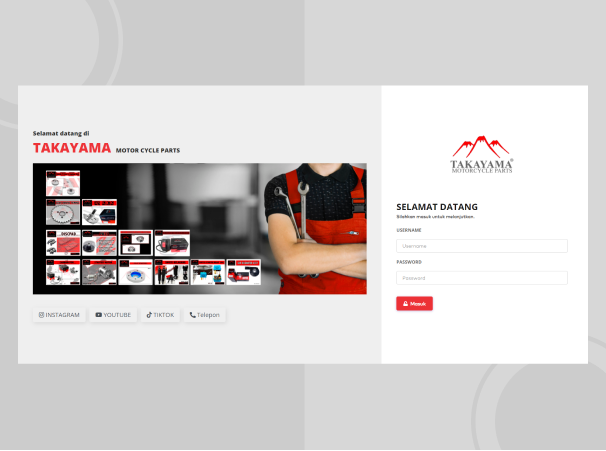 Selamat datang di
TAKAYAMA MOTOR CYCLE PARTS
INSTAGRAM
YOUTUBE
TIKTOK
Telepon
TAKAYAMA®
MOTORCYCLE PARTS
SELAMAT DATANG
Silahkan masuk untuk melanjutkan.
USERNAME
Username
PASSWORD
Password
Masuk